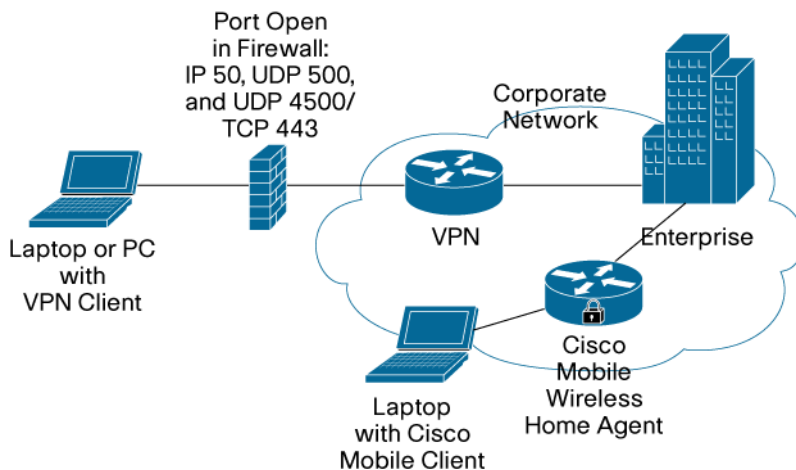 Port Open
in Firewall:
IP 50, UDP 500,
and UDP 4500/
TCP 443
Corporate
Network
Laptop or PC
with
VPN Client
VPN
Enterprise
Cisco
Mobile
Wireless
Home Agent
Laptop
with Cisco
Mobile Client